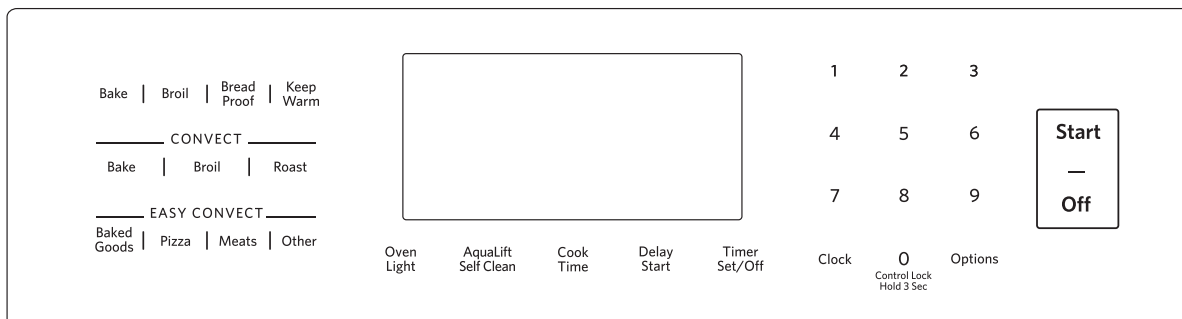 Bake | Broil | Bread Proof | Keep Warm
CONVECT
Bake | Broil | Roast
EASY CONVECT
Baked Goods | Pizza | Meats | Other
Oven Light
AquaLift Self Clean
Cook Time
Delay Start
Timer Set/Off
1 2 3
4 5 6
7 8 9
Clock 0 Options
Control Lock
Hold 3 Sec
Start
—
Off